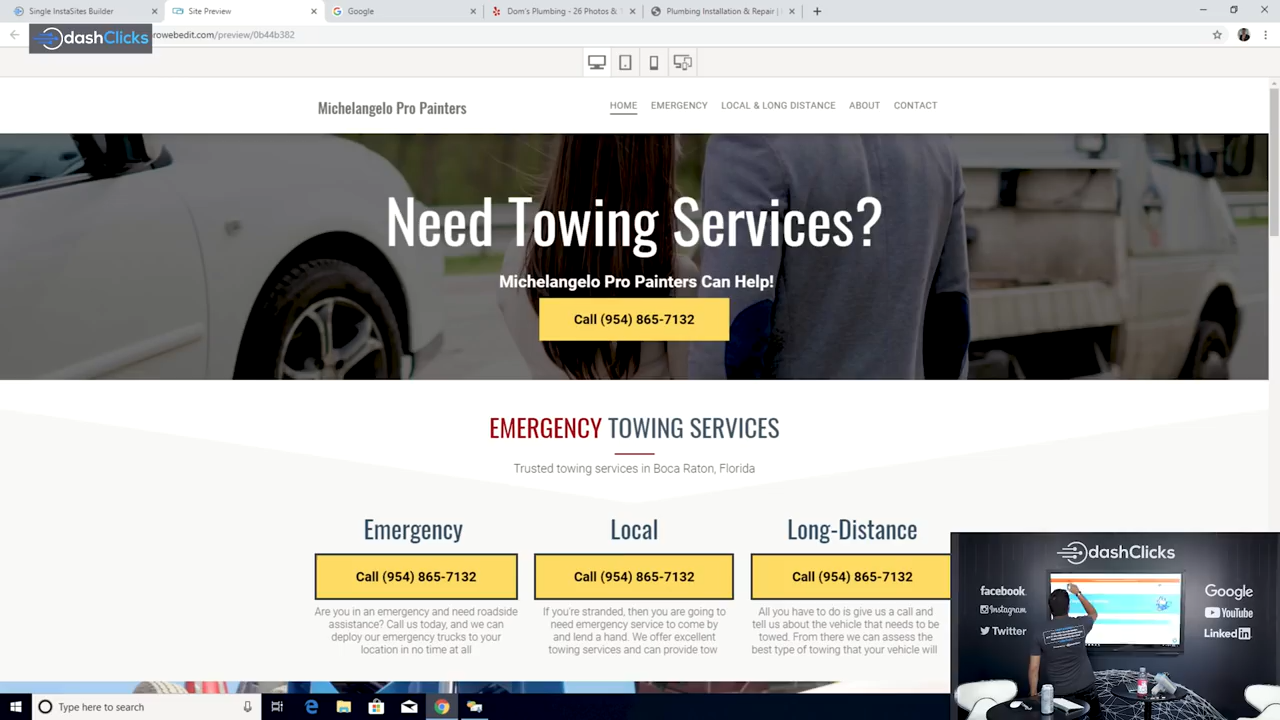 Single InstaSites Builder
Site Preview
Google
Dom's Plumbing - 26 Photos &
Plumbing Installation & Repair |
dashClicks
rowebedit.com/preview/0b44b382
Michelangelo Pro Painters
HOME
EMERGENCY
LOCAL & LONG DISTANCE
ABOUT
CONTACT
Need Towing Services?
Michelangelo Pro Painters Can Help!
Call (954) 865-7132
EMERGENCY TOWING SERVICES
Trusted towing services in Boca Raton, Florida
Emergency
Call (954) 865-7132
Are you in an emergency and need roadside
assistance? Call us today, and we can
deploy our emergency trucks to your
location in no time at all
Local
Call (954) 865-7132
If you're stranded, then you are going to
need emergency service to come by
and lend a hand. We offer excellent
towing services and can provide tow
Long-Distance
Call (954) 865-7132
All you have to do is give us a call and
tell us about the vehicle that needs to be
towed. From there we can assess the
best type of towing that your vehicle will
dashClicks
facebook.
Instagram
Twitter
Google
YouTube
Linked in
Type here to search